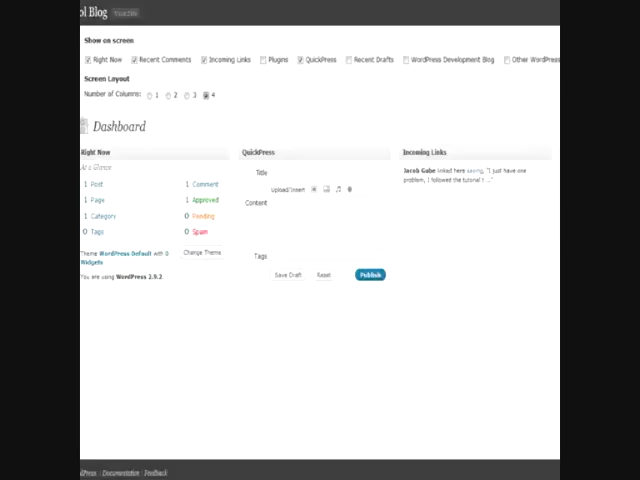 ol Blog Visit Site
Show on screen
Right Now Recent Comments Incoming Links Plugins QuickPress Recent Drafts WordPress Development Blog Other WordPress
Screen Layout
Number of Columns: 1 2 3 4
Dashboard
Right Now
At a Glance
1 Post 1 Comment
1 Page 1 Approved
1 Category 0 Pending
0 Tags 0 Spam
Theme WordPress Default with 0
Widgets
Change Theme
You are using WordPress 2.9.2.
QuickPress
Title
Upload/Insert
Content
Tags
Save Draft Reset Publish
Incoming Links
Jacob Gabe linked here saying, "I just have one
problem, I followed the tutorial I ..."
Press | Documentation | Feedback